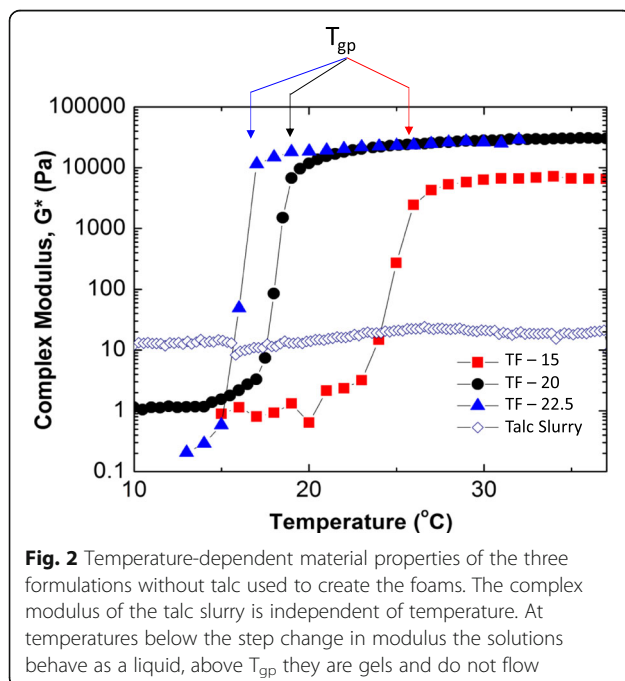 T_gp
100000
10000
1000
100
10
1
0.1
Complex Modulus, G* (Pa)
TF – 15
TF – 20
TF – 22.5
Talc Slurry
10 20 30
Temperature (°C)
Fig. 2 Temperature-dependent material properties of the three
formulations without talc used to create the foams. The complex
modulus of the talc slurry is independent of temperature. At
temperatures below the step change in modulus the solutions
behave as a liquid, above T_gp they are gels and do not flow